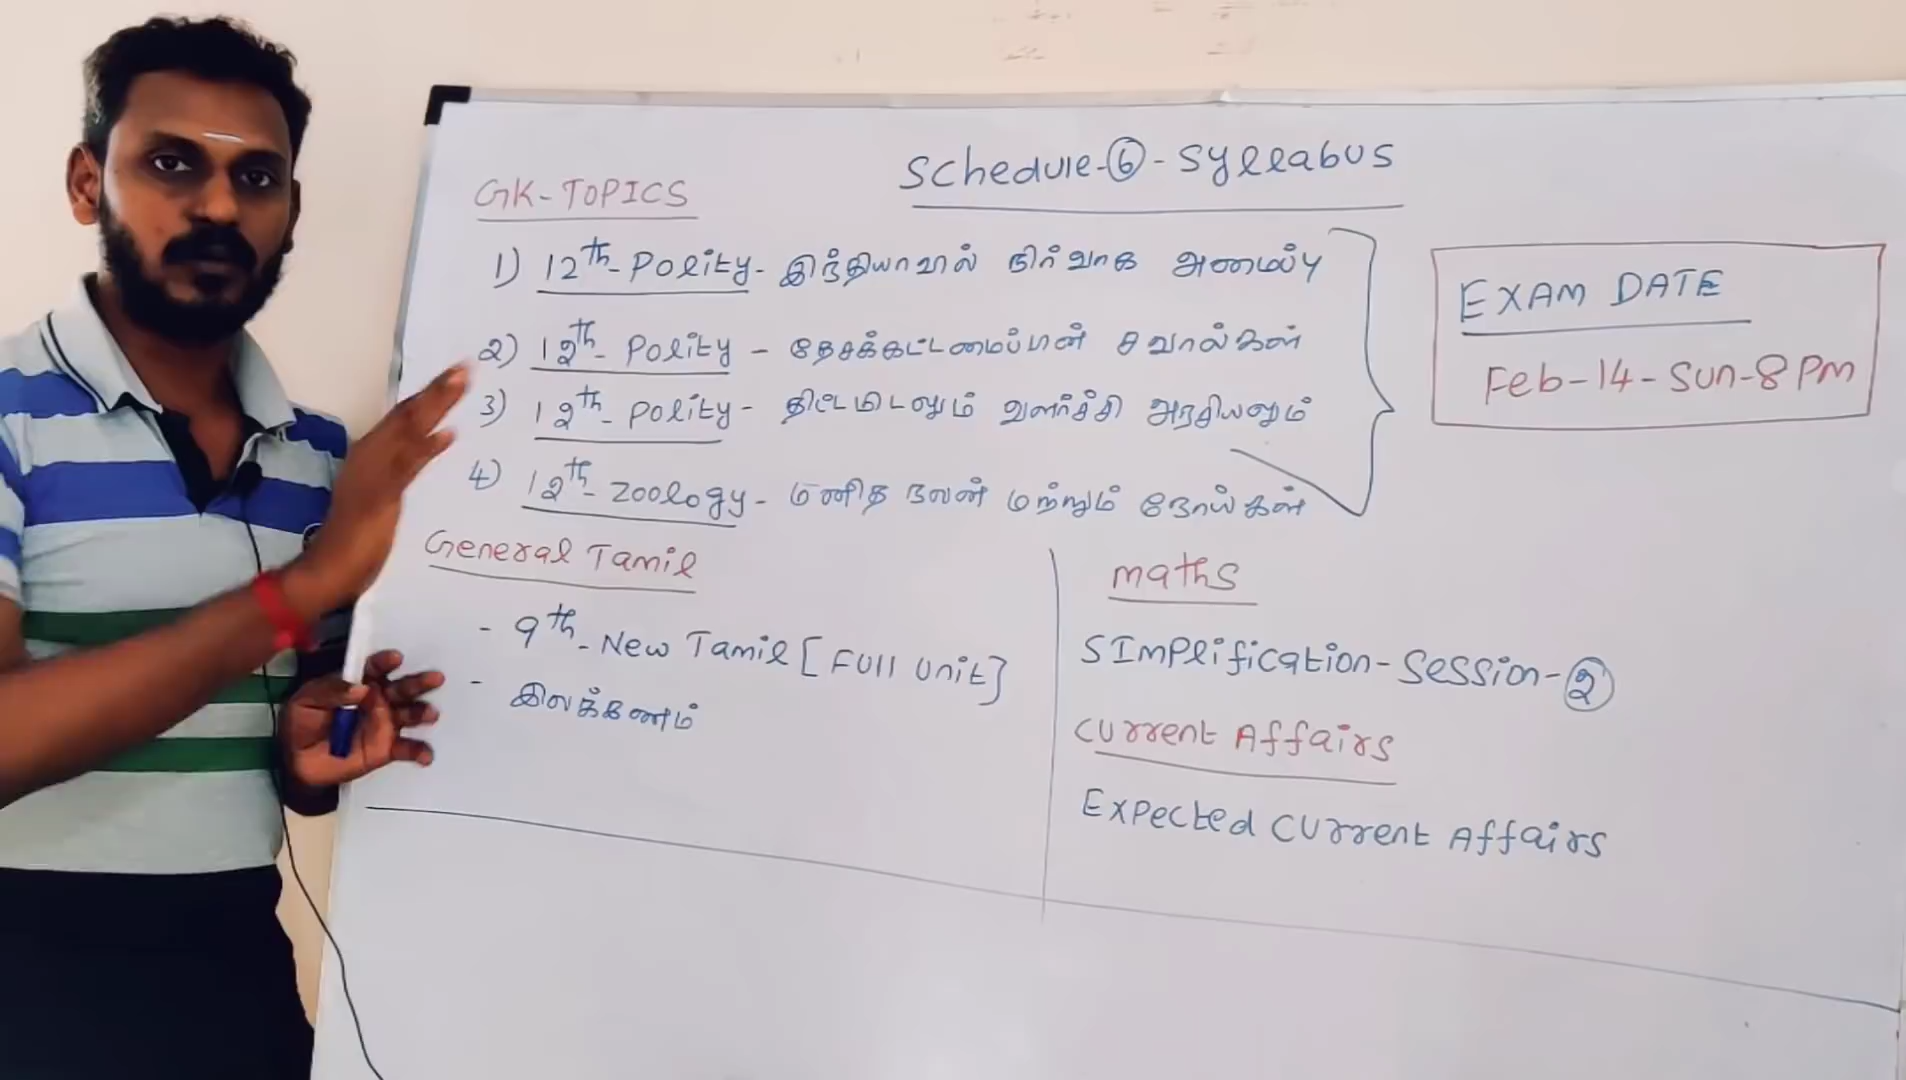 Schedule-6-Syllabus
GK-TOPICS
1) 12th-Polity- இந்தியாவில் நிர்வாக அமைப்பு
2) 12th-Polity - தேசக்கட்டமைப்பின் சவால்கள்
3) 12th-Polity- திட்டமிடலும் வளர்ச்சி அரசியலும்
4) 12th-Zoology- மனித நலன் மற்றும் நோய்கள்
EXAM DATE
Feb-14-Sun-8PM
General Tamil
- 9th-New Tamil [Full Unit]
- இலக்கணம்
maths
SImplification-Session-2
Current Affairs
Expected Current Affairs